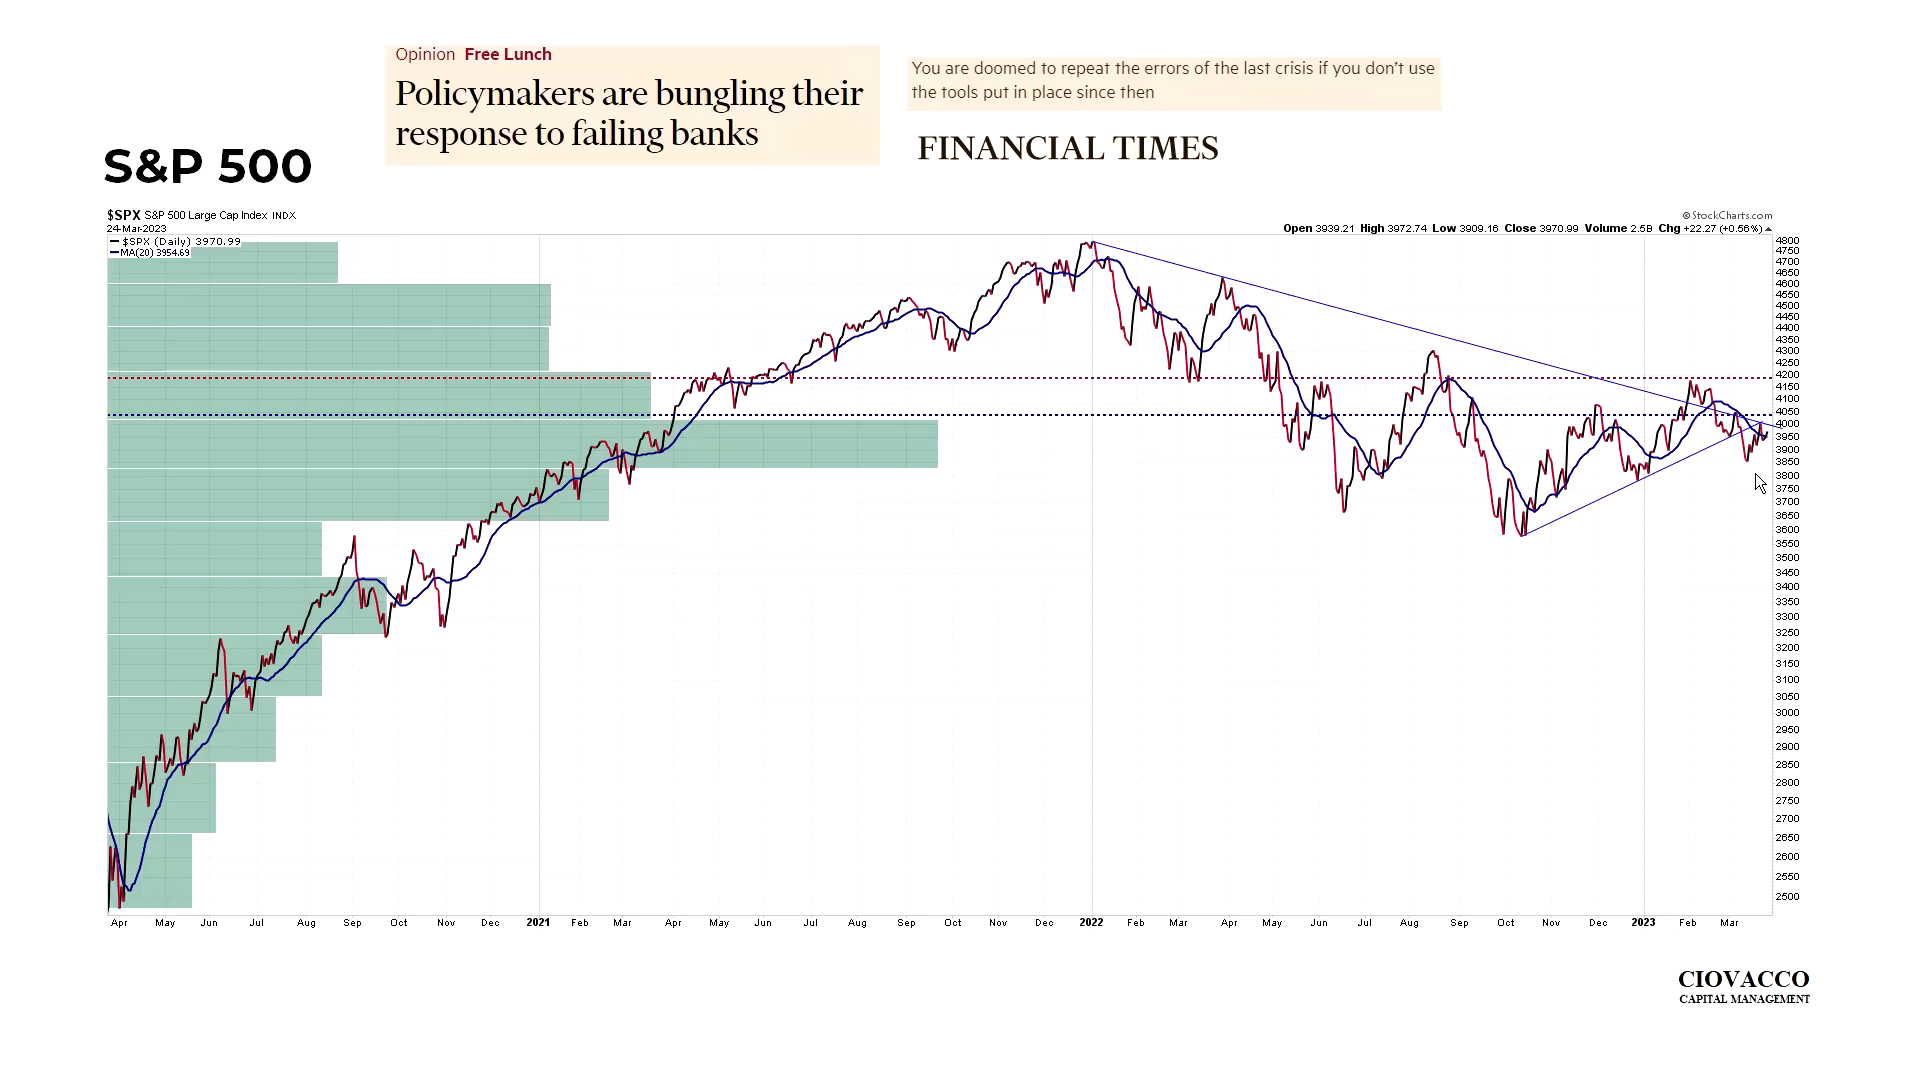 Opinion Free Lunch
Policymakers are bungling their
response to failing banks
You are doomed to repeat the errors of the last crisis if you don't use
the tools put in place since then
FINANCIAL TIMES
S&P 500
$SPX S&P 500 Large Cap Index INDX
© StockCharts.com
24-Mar-2023
Open 3939.21 High 3972.74 Low 3909.16 Close 3970.99 Volume 2.5B Chg +22.27 (+0.56%)
$SPX (Daily) 3970.99
MA(20) 3954.69
4800
4750
4700
4650
4600
4550
4500
4450
4400
4350
4300
4250
4200
4150
4100
4050
4000
3950
3900
3850
3800
3750
3700
3650
3600
3550
3500
3450
3400
3350
3300
3250
3200
3150
3100
3050
3000
2950
2900
2850
2800
2750
2700
2650
2600
2550
2500
Apr May Jun Jul Aug Sep Oct Nov Dec 2021 Feb Mar Apr May Jun Jul Aug Sep Oct Nov Dec 2022 Feb Mar Apr May Jun Jul Aug Sep Oct Nov Dec 2023 Feb Mar
CIOVACCO
CAPITAL MANAGEMENT